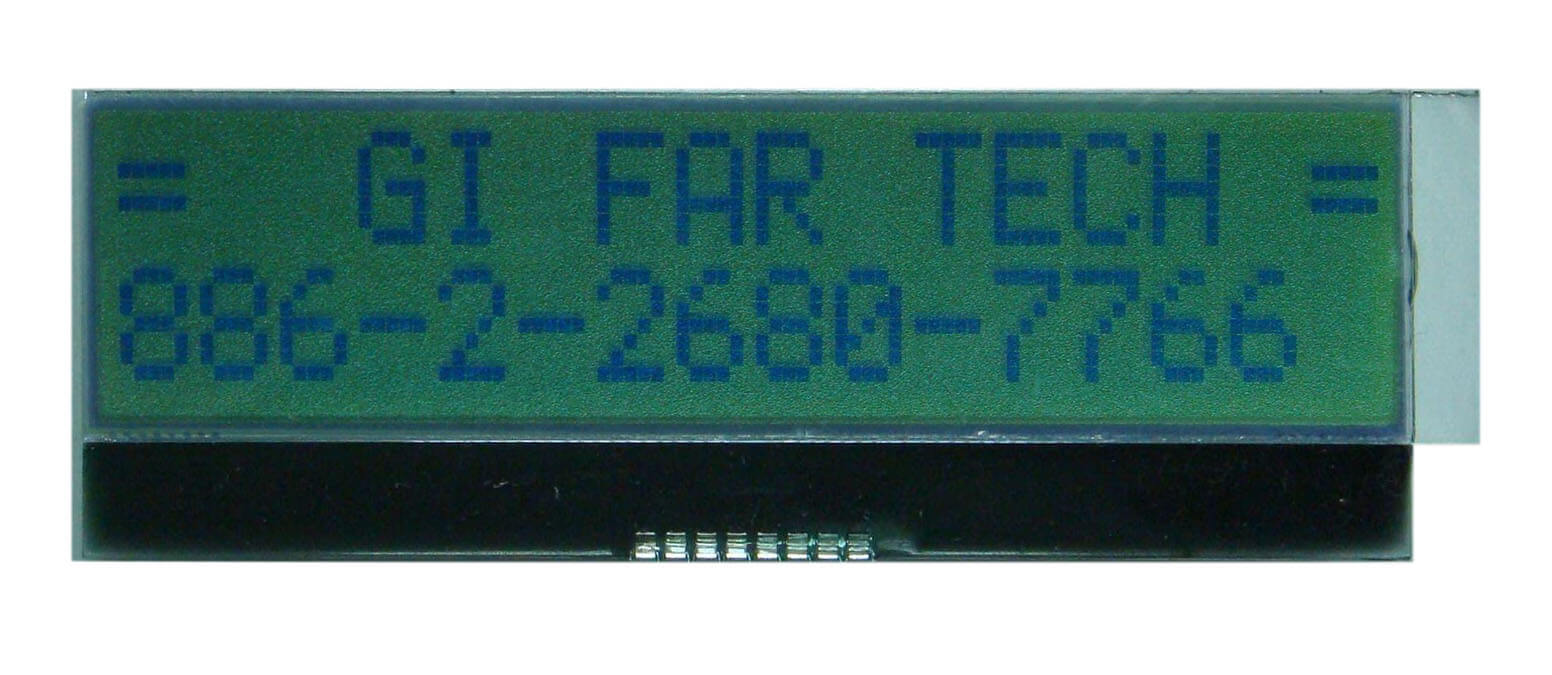 =  GI FAR TECH =
886-2-2680-7766